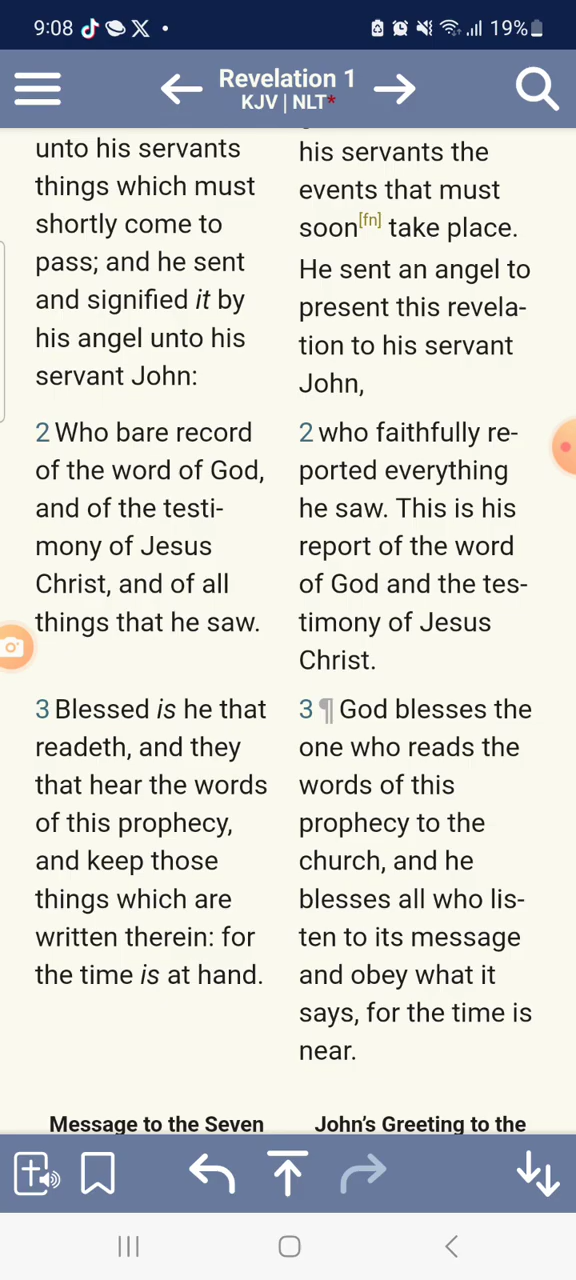 9:08
19%
Revelation 1
KJV | NLT*
unto his servants
things which must
shortly come to
pass; and he sent
and signified it by
his angel unto his
servant John:
2 Who bare record
of the word of God,
and of the testi-
mony of Jesus
Christ, and of all
things that he saw.
3 Blessed is he that
readeth, and they
that hear the words
of this prophecy,
and keep those
things which are
written therein: for
the time is at hand.
Message to the Seven
his servants the
events that must
soon[fn] take place.
He sent an angel to
present this revela-
tion to his servant
John,
2 who faithfully re-
ported everything
he saw. This is his
report of the word
of God and the tes-
timony of Jesus
Christ.
3 ¶ God blesses the
one who reads the
words of this
prophecy to the
church, and he
blesses all who lis-
ten to its message
and obey what it
says, for the time is
near.
John's Greeting to the